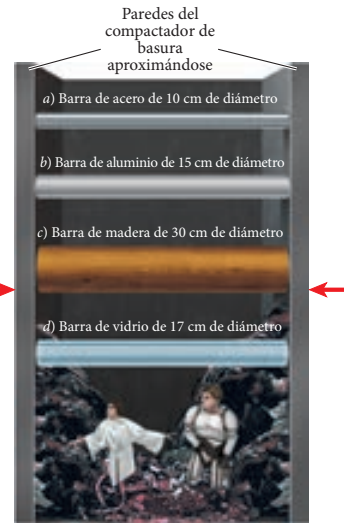 Paredes del
compactador de
basura
aproximándose
a) Barra de acero de 10 cm de diámetro
b) Barra de aluminio de 15 cm de diámetro
c) Barra de madera de 30 cm de diámetro
d) Barra de vidrio de 17 cm de diámetro